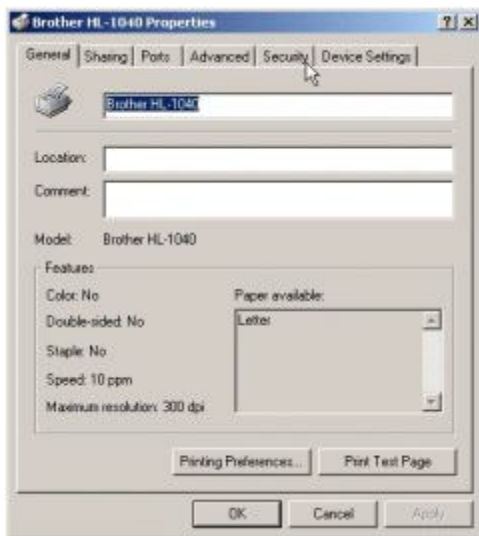 Brother HL-1040 Properties
General Sharing Ports Advanced Security Device Settings
Brother HL-1040
Location:
Comment:
Model: Brother HL-1040
Features
Color: No
Paper available:
Double-sided: No
Letter
Staple: No
Speed: 10 ppm
Maximum resolution: 300 dpi
Printing Preferences... Print Test Page
OK Cancel Apply